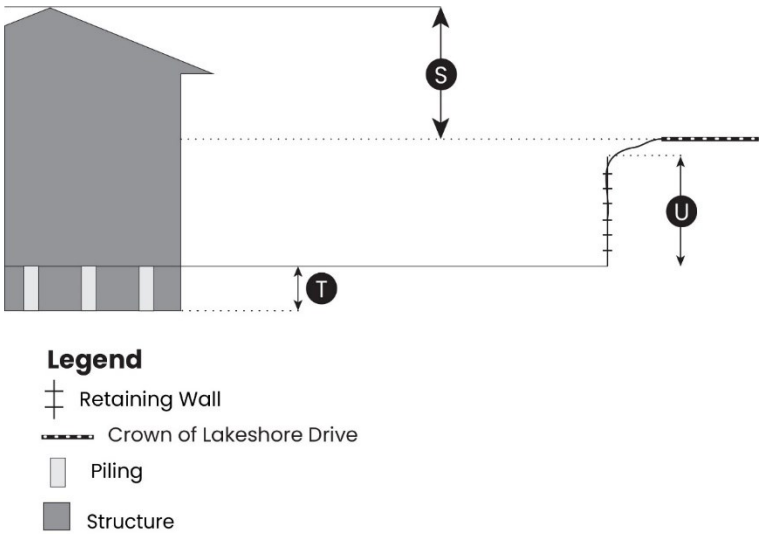 S
U
T
Legend
Retaining Wall
Crown of Lakeshore Drive
Piling
Structure